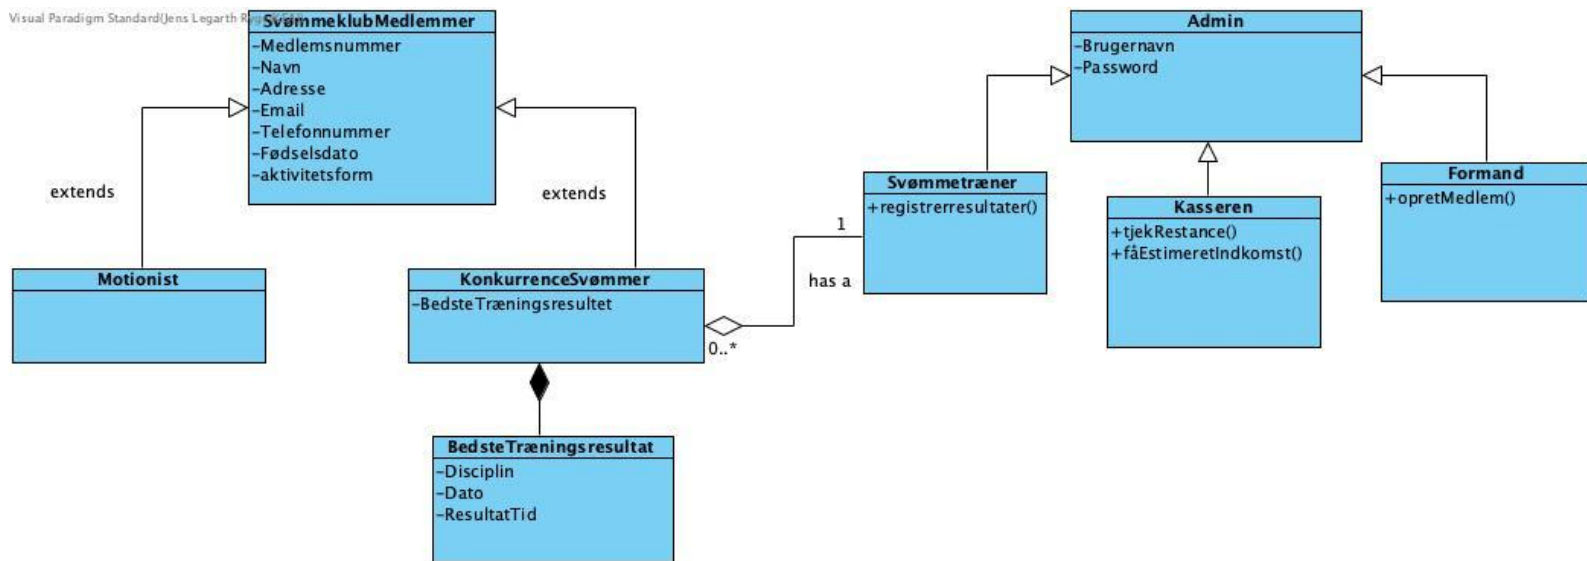 Visual Paradigm Standard(Jens Legarth
SvømmeklubMedlemmer
-Medlemsnummer
-Navn
-Adresse
-Email
-Telefonnummer
-Fødselsdato
-aktivitetsform
Admin
-Brugernavn
-Password
extends
extends
Svømmetræner
+registrerresultater()
Kasseren
+tjekRestance()
+fåEstimeretIndkomst()
Formand
+opretMedlem()
1
has a
0..*
Motionist
KonkurrenceSvømmer
-BedsteTræningsresultet
BedsteTræningsresultat
-Disciplin
-Dato
-ResultatTid